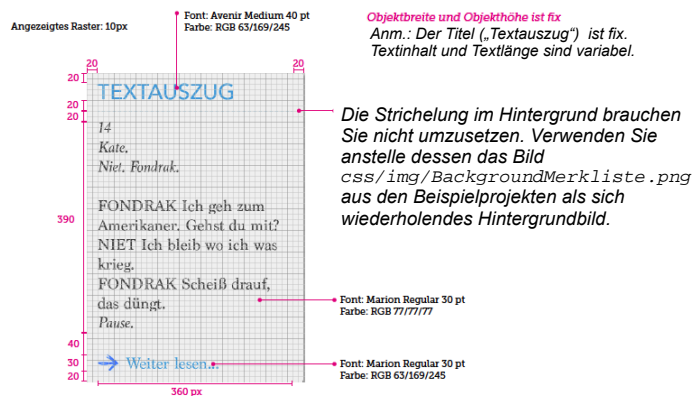 Angezeigtes Raster: 10px
Font: Avenir Medium 40 pt
Farbe: RGB 63/169/245
Objektbreite und Objekthöhe ist fix
Anm.: Der Titel („Textauszug“) ist fix.
Textinhalt und Textlänge sind variabel.
20
20
20
TEXTAUSZUG
20
20
14
Kate.
Niet. Fondrak.
FONDRAK Ich geh zum
Amerikaner. Gehst du mit?
NIET Ich bleib wo ich was
krieg.
FONDRAK Scheiß drauf,
das düngt.
Pause.
390
40
30
20
Weiter lesen...
360 px
Die Strichelung im Hintergrund brauchen
Sie nicht umzusetzen. Verwenden Sie
anstelle dessen das Bild
css/img/BackgroundMerkliste.png
aus den Beispielprojekten als sich
wiederholendes Hintergrundbild.
Font: Marion Regular 30 pt
Farbe: RGB 77/77/77
Font: Marion Regular 30 pt
Farbe: RGB 63/169/245